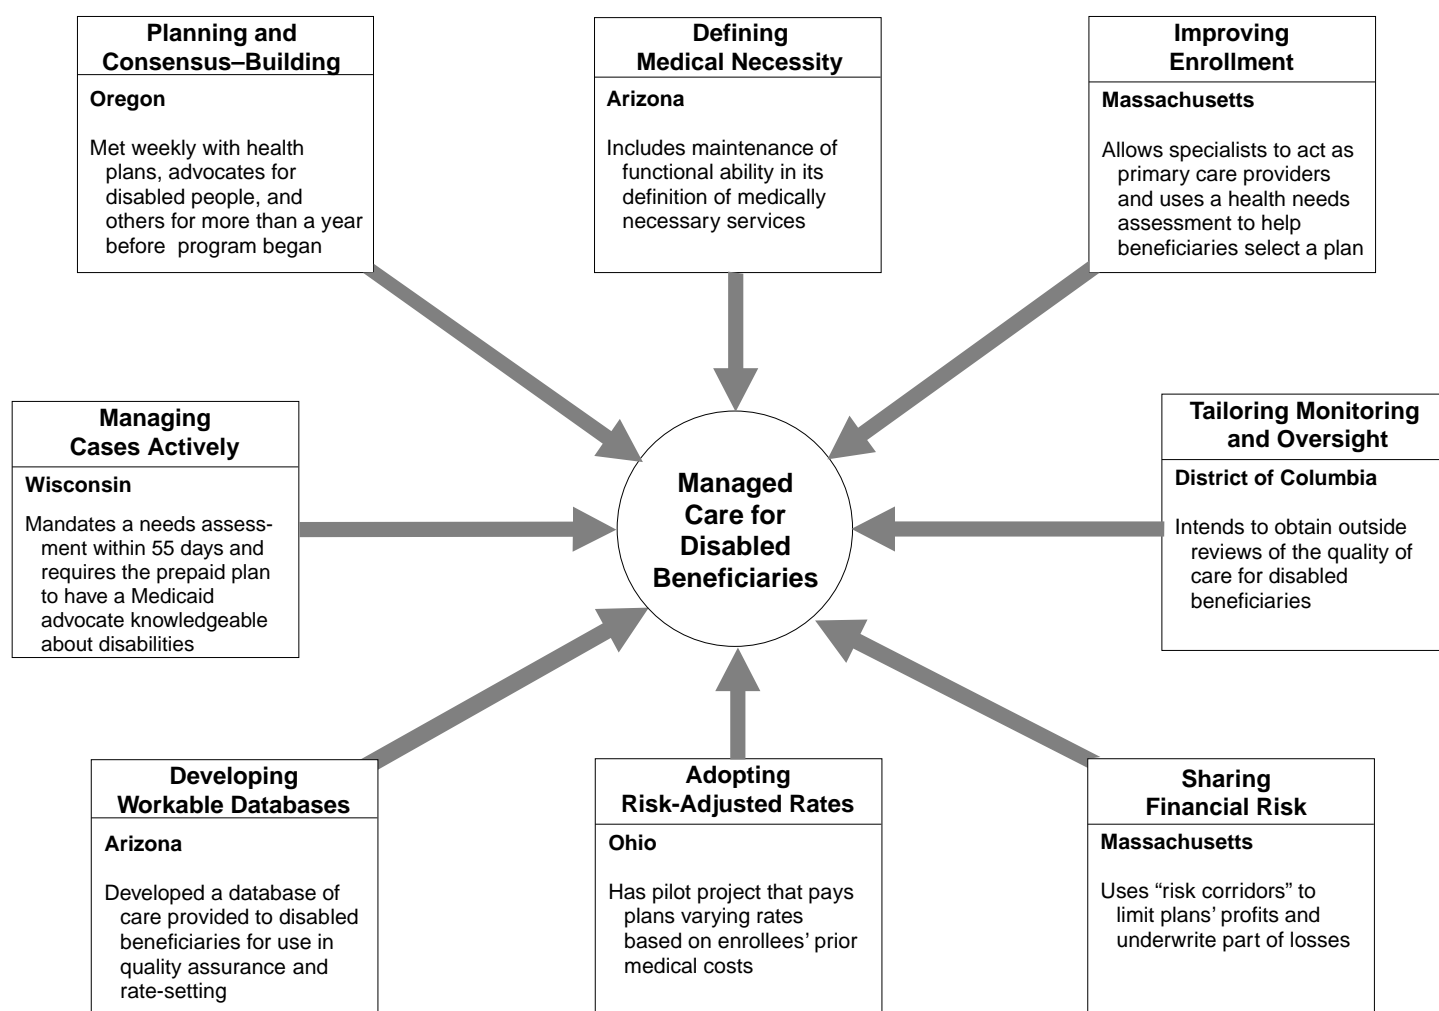 Planning and
Consensus–Building
Oregon
Met weekly with health
plans, advocates for
disabled people, and
others for more than a year
before program began
Defining
Medical Necessity
Arizona
Includes maintenance of
functional ability in its
definition of medically
necessary services
Improving
Enrollment
Massachusetts
Allows specialists to act as
primary care providers
and uses a health needs
assessment to help
beneficiaries select a plan
Managing
Cases Actively
Wisconsin
Mandates a needs assess-
ment within 55 days and
requires the prepaid plan
to have a Medicaid
advocate knowledgeable
about disabilities
Managed
Care for
Disabled
Beneficiaries
Tailoring Monitoring
and Oversight
District of Columbia
Intends to obtain outside
reviews of the quality of
care for disabled
beneficiaries
Developing
Workable Databases
Arizona
Developed a database of
care provided to disabled
beneficiaries for use in
quality assurance and
rate-setting
Adopting
Risk-Adjusted Rates
Ohio
Has pilot project that pays
plans varying rates
based on enrollees’ prior
medical costs
Sharing
Financial Risk
Massachusetts
Uses “risk corridors” to
limit plans’ profits and
underwrite part of losses